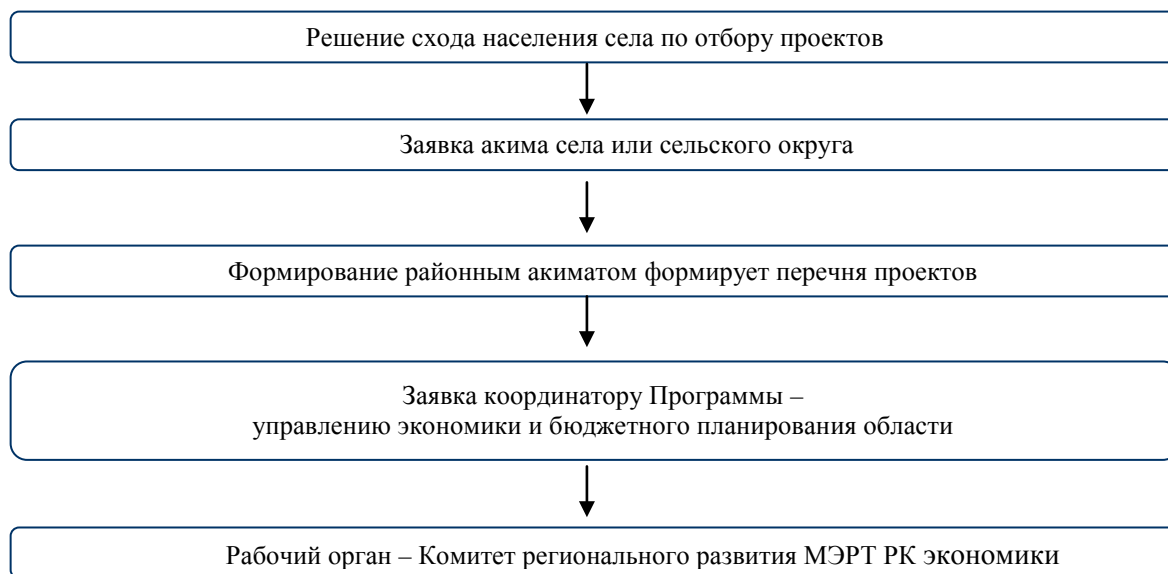 Решение схода населения села по отбору проектов
Заявка акима села или сельского округа
Формирование районным акиматом формирует перечня проектов
Заявка координатору Программы –
управлению экономики и бюджетного планирования области
Рабочий орган – Комитет регионального развития МЭРТ РК экономики